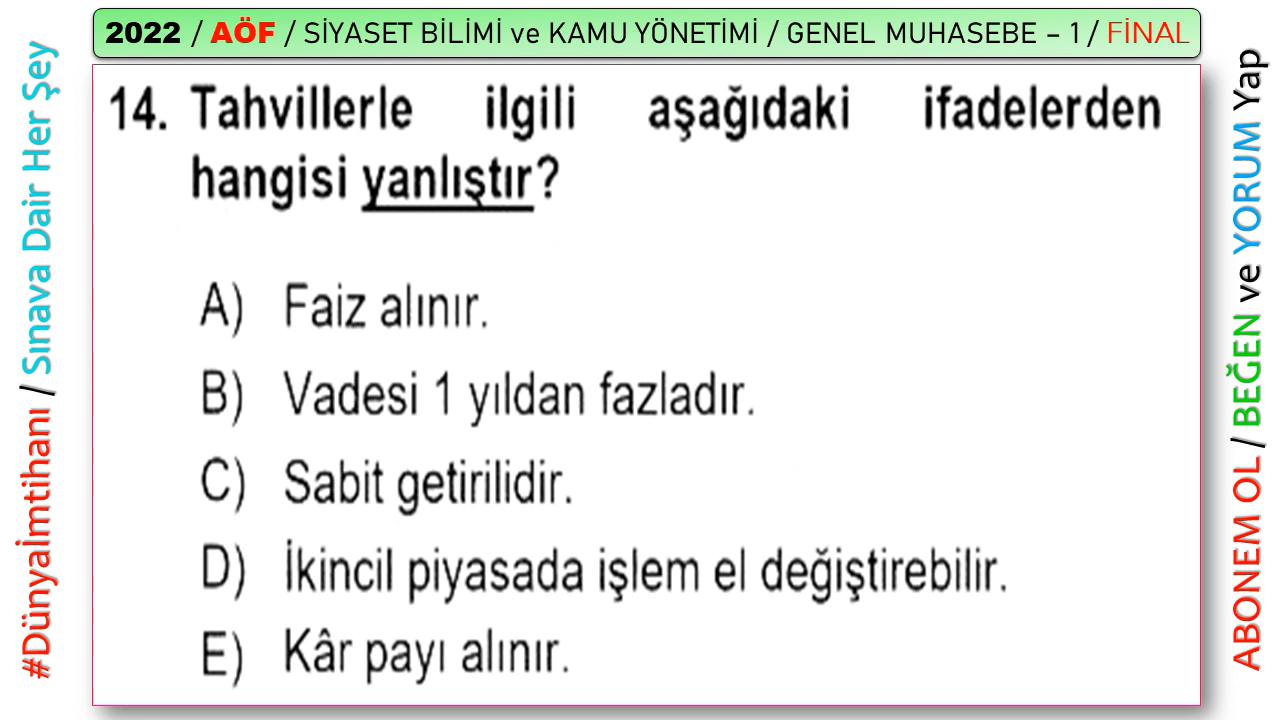 2022 / AÖF / SİYASET BİLİMİ ve KAMU YÖNETİMİ / GENEL MUHASEBE – 1 / FİNAL
#Dünyaİmtihanı / Sınava Dair Her Şey
14. Tahvillerle ilgili aşağıdaki ifadelerden
hangisi yanlıştır?
A) Faiz alınır.
B) Vadesi 1 yıldan fazladır.
C) Sabit getirilidir.
D) İkincil piyasada işlem el değiştirebilir.
E) Kâr payı alınır.
ABONEM OL / BEĞEN ve YORUM Yap